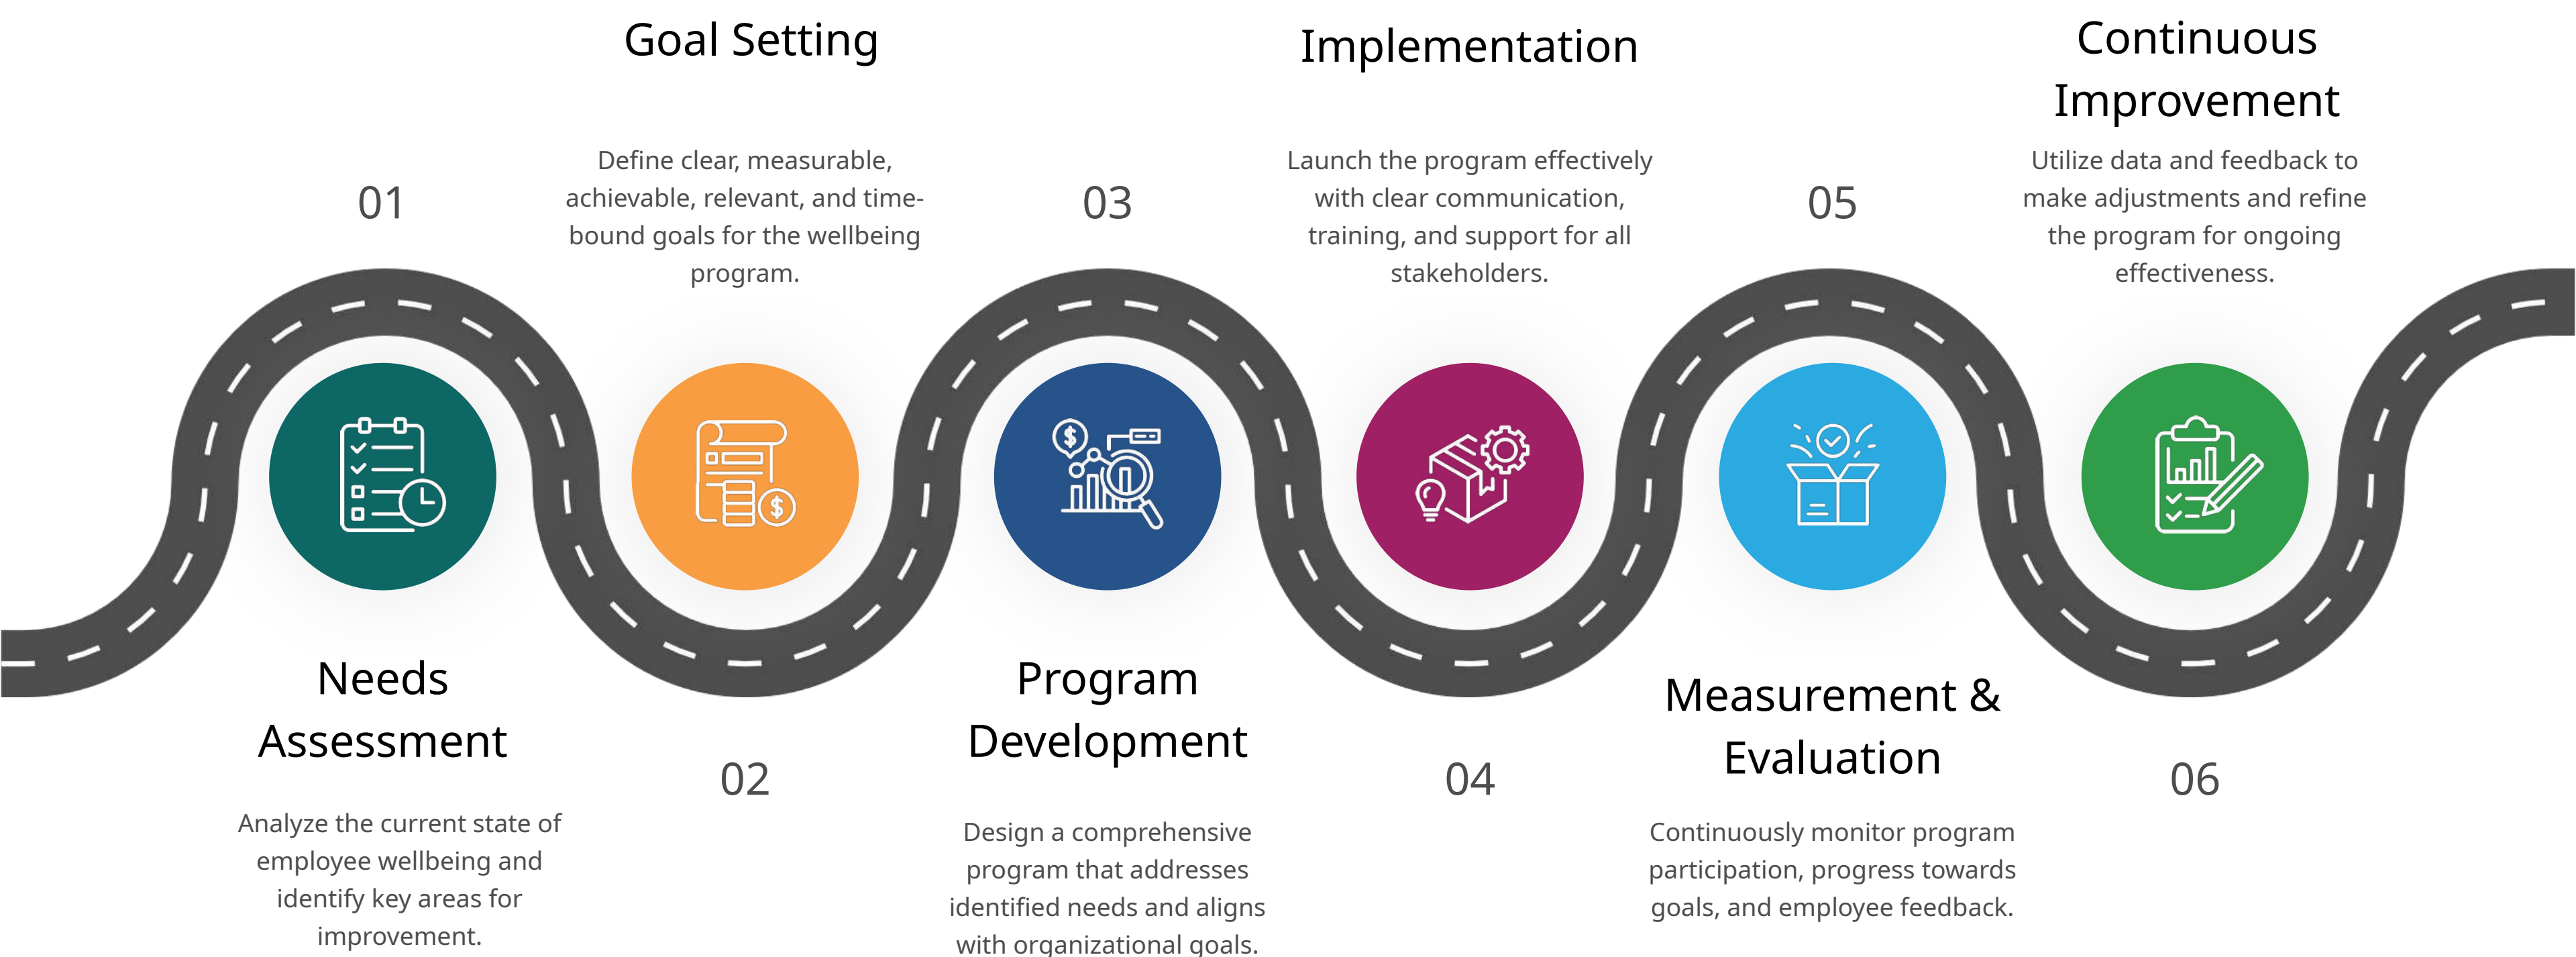 01
Needs
Assessment
Analyze the current state of
employee wellbeing and
identify key areas for
improvement.
Goal Setting
Define clear, measurable,
achievable, relevant, and time-
bound goals for the wellbeing
program.
02
03
Program
Development
Design a comprehensive
program that addresses
identified needs and aligns
with organizational goals.
Implementation
Launch the program effectively
with clear communication,
training, and support for all
stakeholders.
04
05
Measurement &
Evaluation
Continuously monitor program
participation, progress towards
goals, and employee feedback.
Continuous
Improvement
Utilize data and feedback to
make adjustments and refine
the program for ongoing
effectiveness.
06